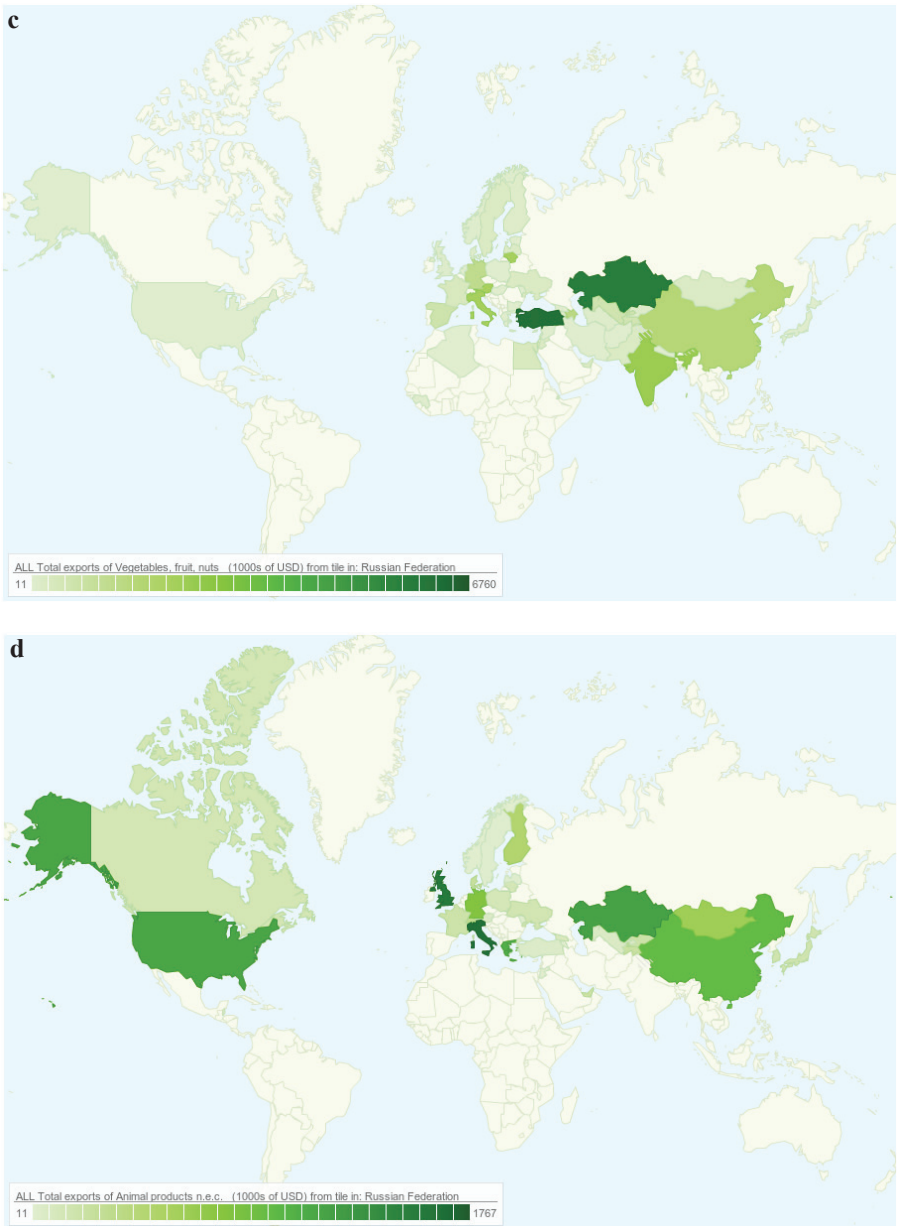 c
ALL Total exports of Vegetables, fruit, nuts (1000s of USD) from tile in: Russian Federation
11 6760
d
ALL Total exports of Animal products n.e.c. (1000s of USD) from tile in: Russian Federation
11 1767